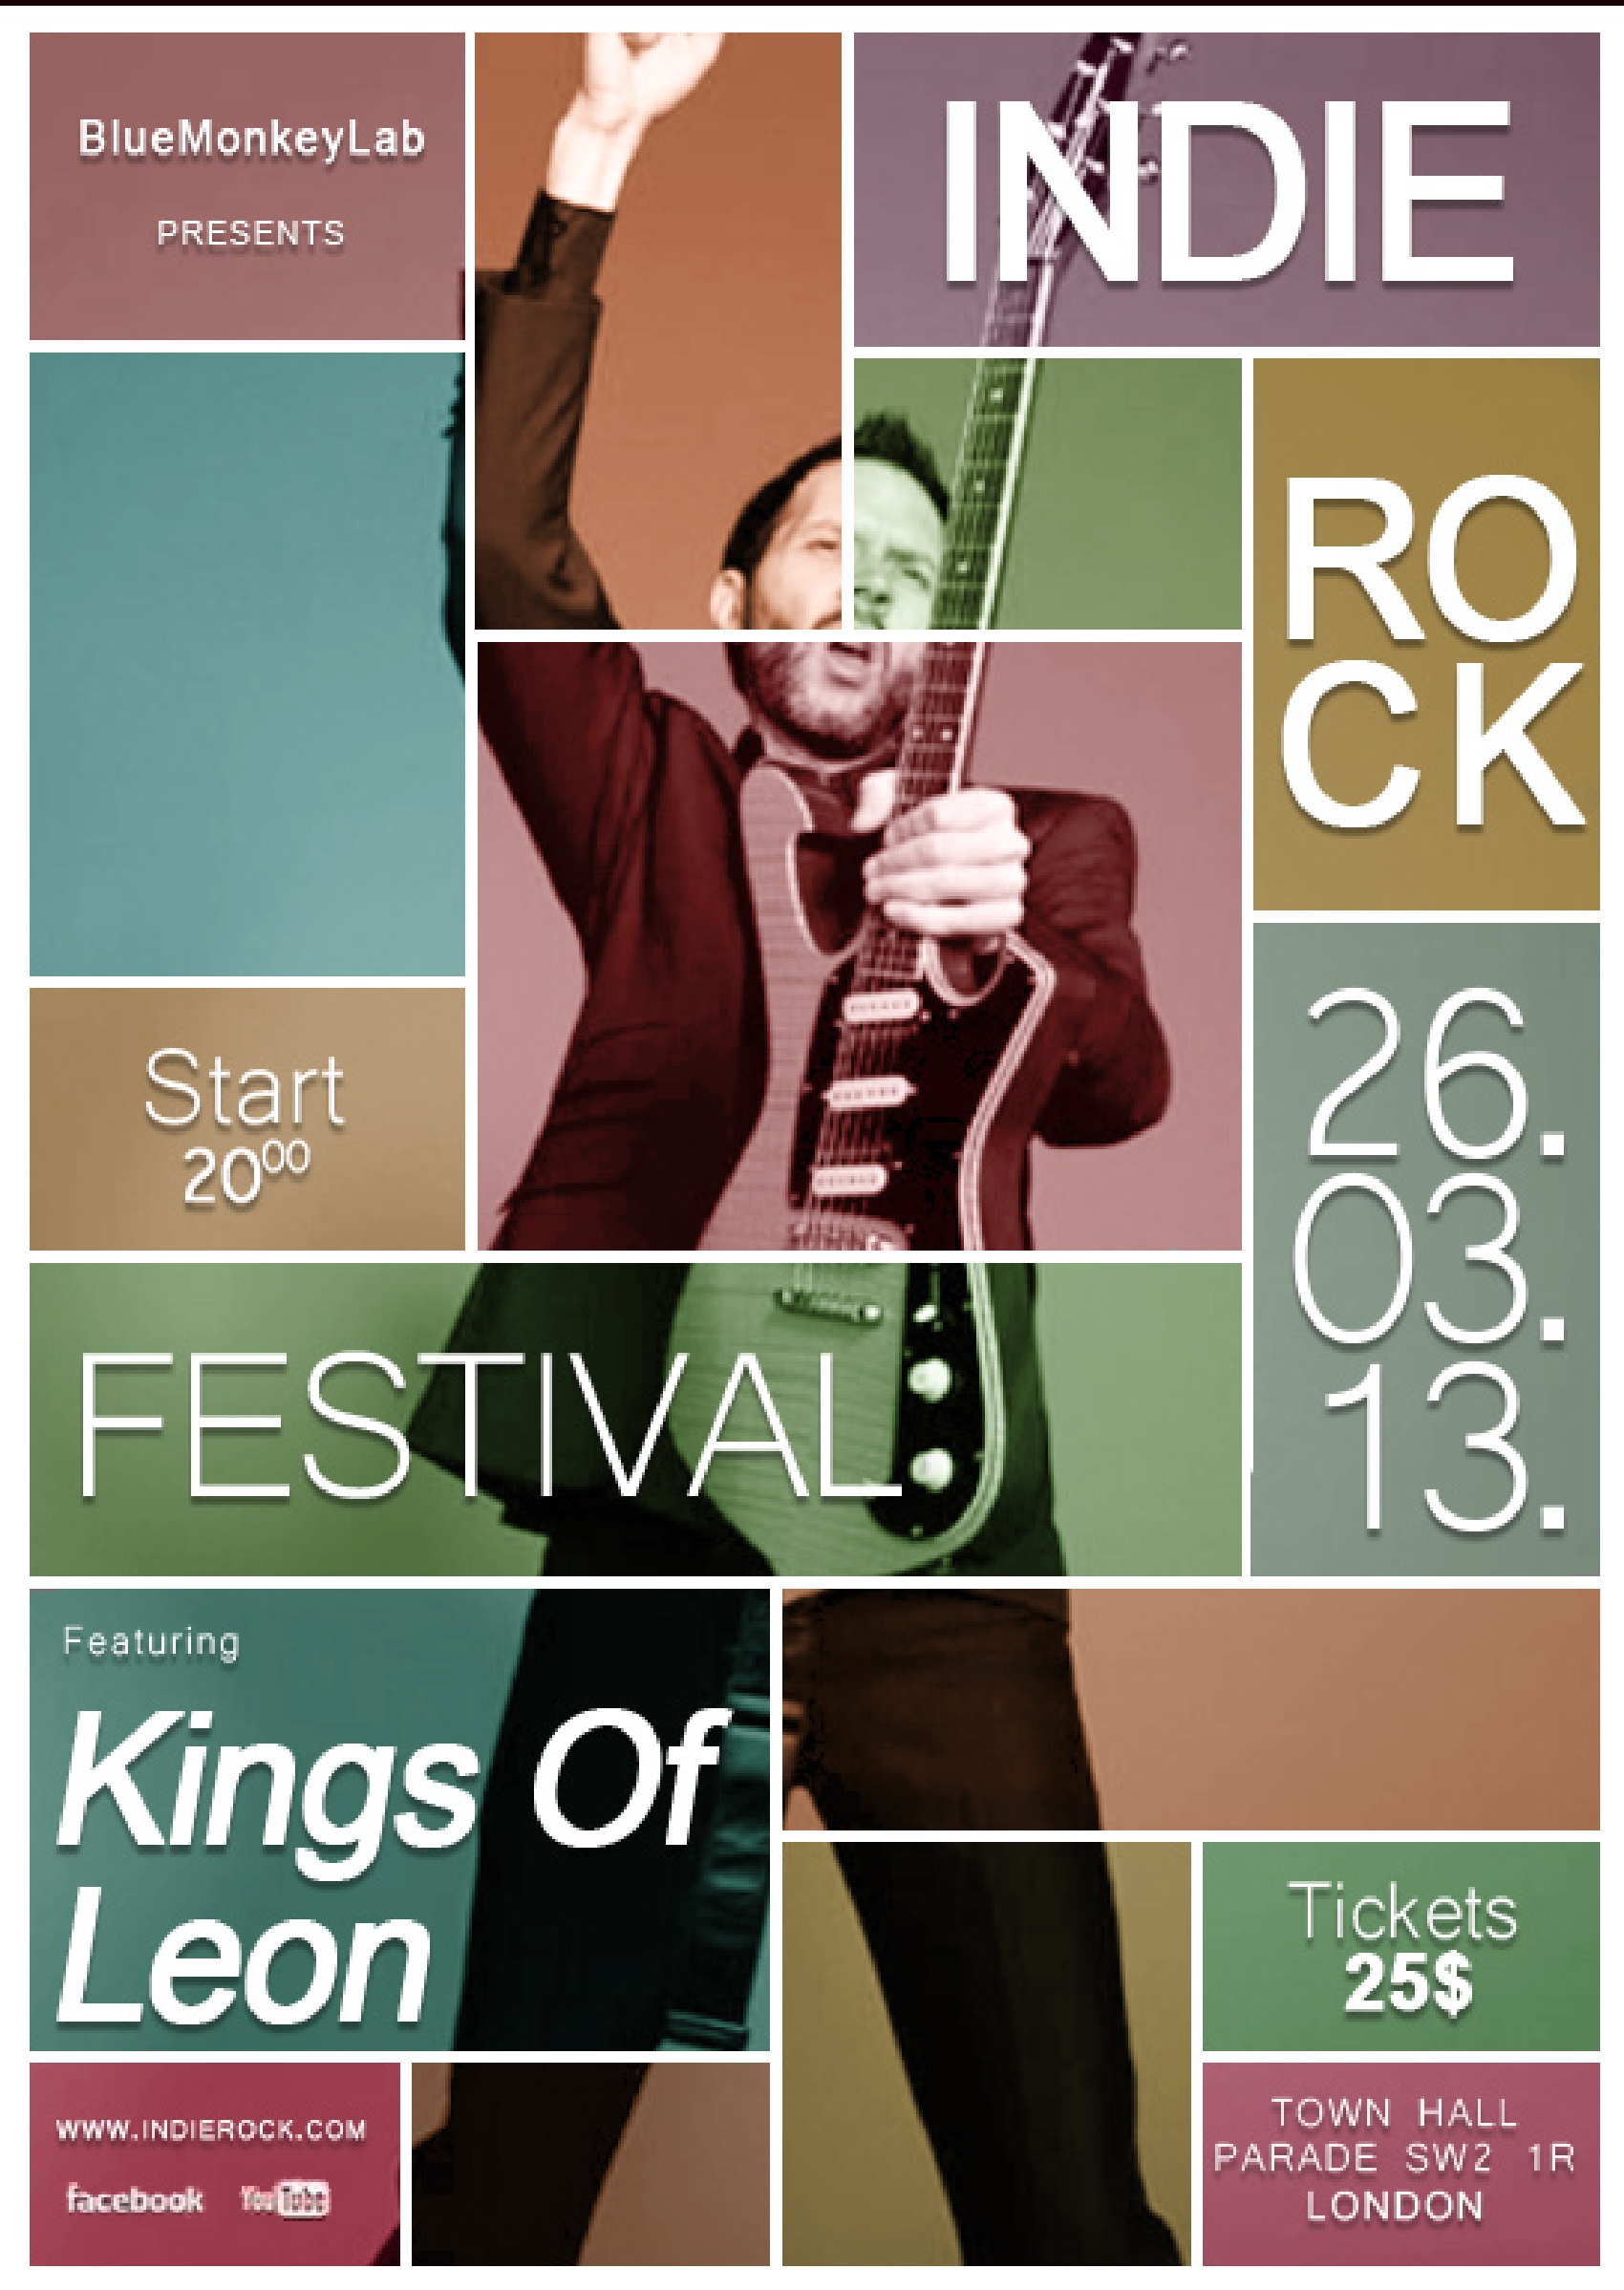 BlueMonkeyLab
PRESENTS
INDIE
RO
CK
Start
20⁰⁰
26.
03.
13.
FESTIVAL
Featuring
Kings Of
Leon
Tickets
25$
WWW.INDIEROCK.COM
facebook YouTube
TOWN HALL
PARADE SW2 1R
LONDON